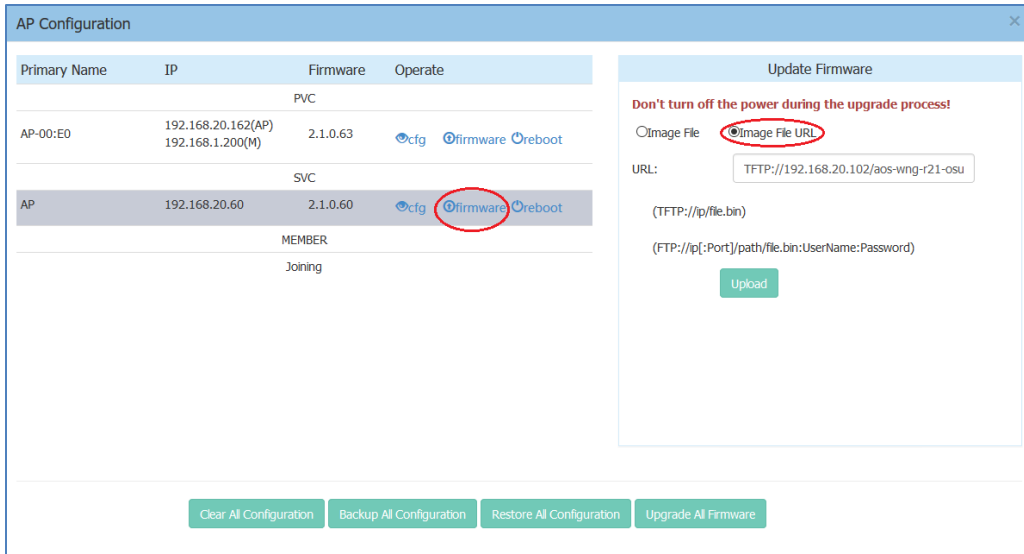 AP Configuration ×
Primary Name IP Firmware Operate
PVC
AP-00:E0 192.168.20.162(AP) 192.168.1.200(M) 2.1.0.63 cfg firmware reboot
SVC
AP 192.168.20.60 2.1.0.60 cfg firmware reboot
MEMBER
Joining
Update Firmware
Don't turn off the power during the upgrade process!
Image File Image File URL
URL: TFTP://192.168.20.102/aos-wng-r21-osu
(TFTP://ip/file.bin)
(FTP://ip[:Port]/path/file.bin:UserName:Password)
Upload
Clear All Configuration Backup All Configuration Restore All Configuration Upgrade All Firmware